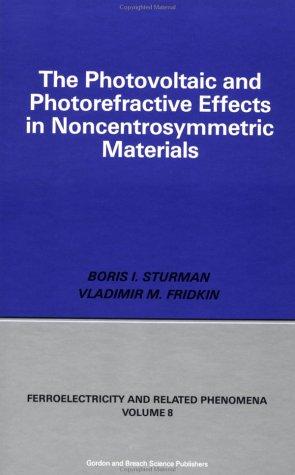 The Photovoltaic and
Photorefractive Effects
in Noncentrosymmetric
Materials
BORIS I. STURMAN
VLADIMIR M. FRIDKIN
FERROELECTRICITY AND RELATED PHENOMENA
VOLUME 8
Gordon and Breach Science Publishers